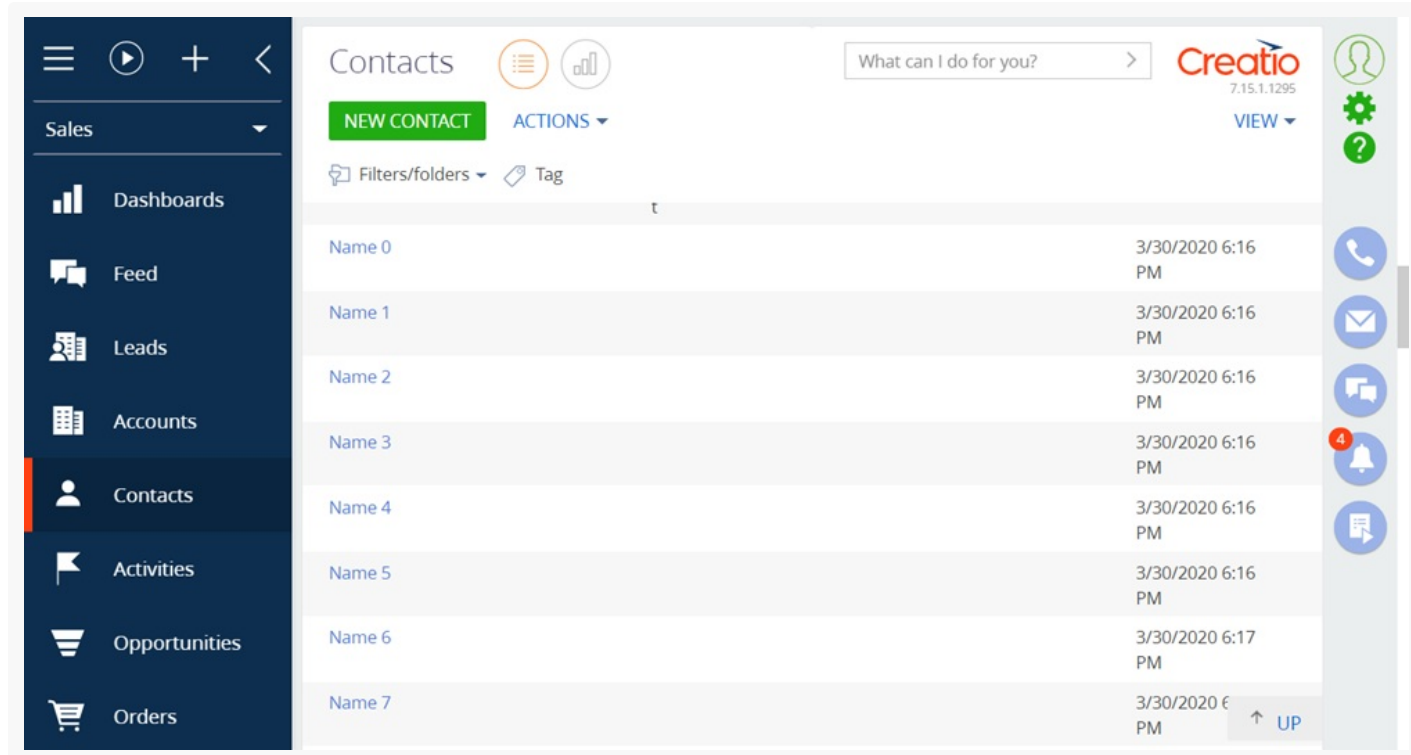 Contacts
What can I do for you?
Creatio
7.15.1.1295
Sales
NEW CONTACT
ACTIONS
VIEW
Filters/folders
Tag
t
Dashboards
Feed
Leads
Accounts
Contacts
Activities
Opportunities
Orders
Name 0
3/30/2020 6:16
PM
Name 1
3/30/2020 6:16
PM
Name 2
3/30/2020 6:16
PM
Name 3
3/30/2020 6:16
PM
Name 4
3/30/2020 6:16
PM
Name 5
3/30/2020 6:16
PM
Name 6
3/30/2020 6:17
PM
Name 7
3/30/2020
PM
UP
?
4